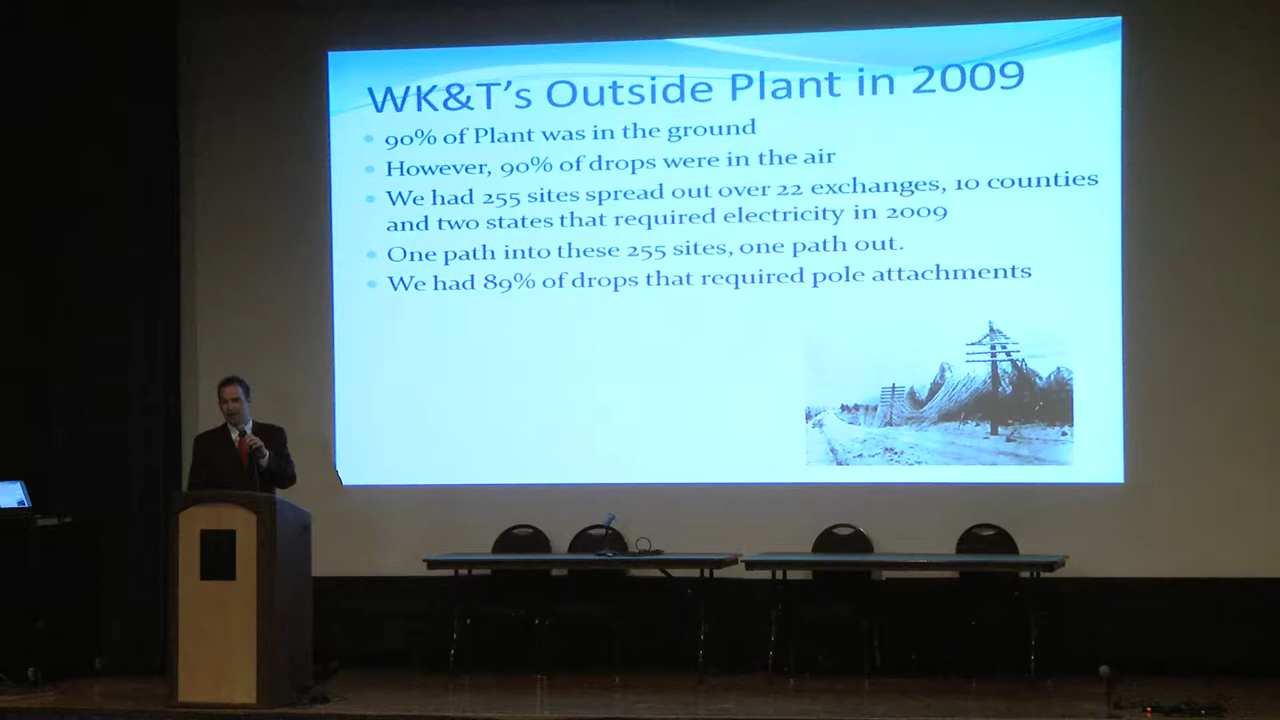 WK&T's Outside Plant in 2009
90% of Plant was in the ground
However, 90% of drops were in the air
We had 255 sites spread out over 22 exchanges, 10 counties
and two states that required electricity in 2009
One path into these 255 sites, one path out.
We had 89% of drops that required pole attachments